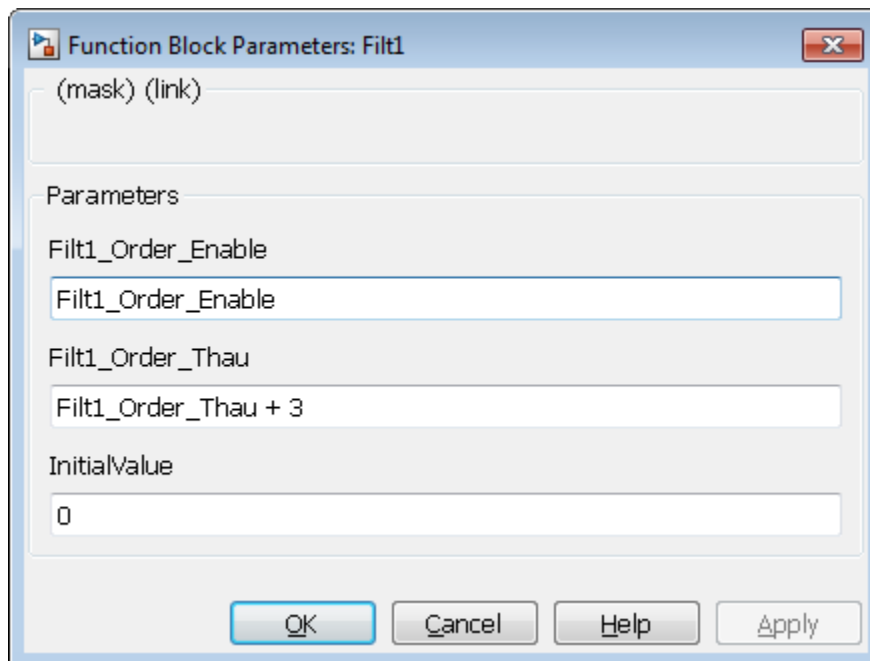 Function Block Parameters: Filt1
(mask) (link)
Parameters
Filt1_Order_Enable
Filt1_Order_Enable
Filt1_Order_Thau
Filt1_Order_Thau + 3
InitialValue
0
OK Cancel Help Apply